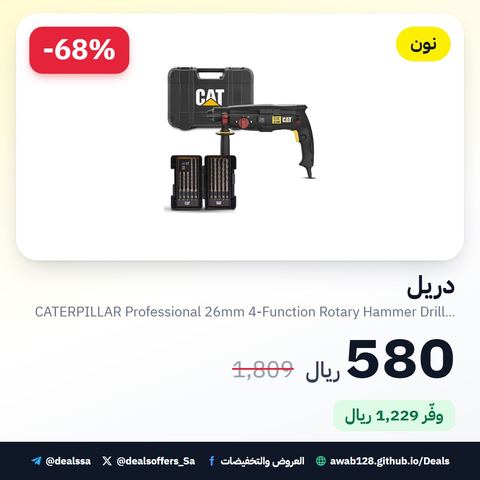 -68%
نون
CAT
CAT
دريل
CATERPILLAR Professional 26mm 4-Function Rotary Hammer Drill...
580 ريال 1,809
وفّر 1,229 ريال
awab128.github.io/Deals العروض والتخفيضات @dealsoffers_Sa @dealssa